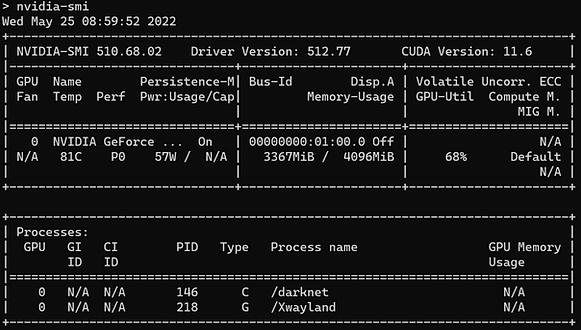 > nvidia-smi
Wed May 25 08:59:52 2022
+-----------------------------------------------------------------------------+
| NVIDIA-SMI 510.68.02    Driver Version: 512.77       CUDA Version: 11.6     |
|-------------------------------+----------------------+----------------------+
| GPU  Name        Persistence-M| Bus-Id        Disp.A | Volatile Uncorr. ECC |
| Fan  Temp  Perf  Pwr:Usage/Cap|         Memory-Usage | GPU-Util  Compute M. |
|                               |                      |               MIG M. |
|===============================+======================+======================|
|   0  NVIDIA GeForce ...  On   | 00000000:01:00.0 Off |                  N/A |
| N/A   81C    P0    57W /  N/A |   3367MiB /  4096MiB |     68%      Default |
|                               |                      |                  N/A |
+-------------------------------+----------------------+----------------------+
+-----------------------------------------------------------------------------+
| Processes:                                                                  |
|  GPU   GI   CI        PID   Type   Process name                  GPU Memory |
|        ID   ID                                                   Usage      |
|=============================================================================|
|    0   N/A  N/A       146      C   /darknet                        N/A      |
|    0   N/A  N/A       218      G   /Xwayland                       N/A      |
+-----------------------------------------------------------------------------+